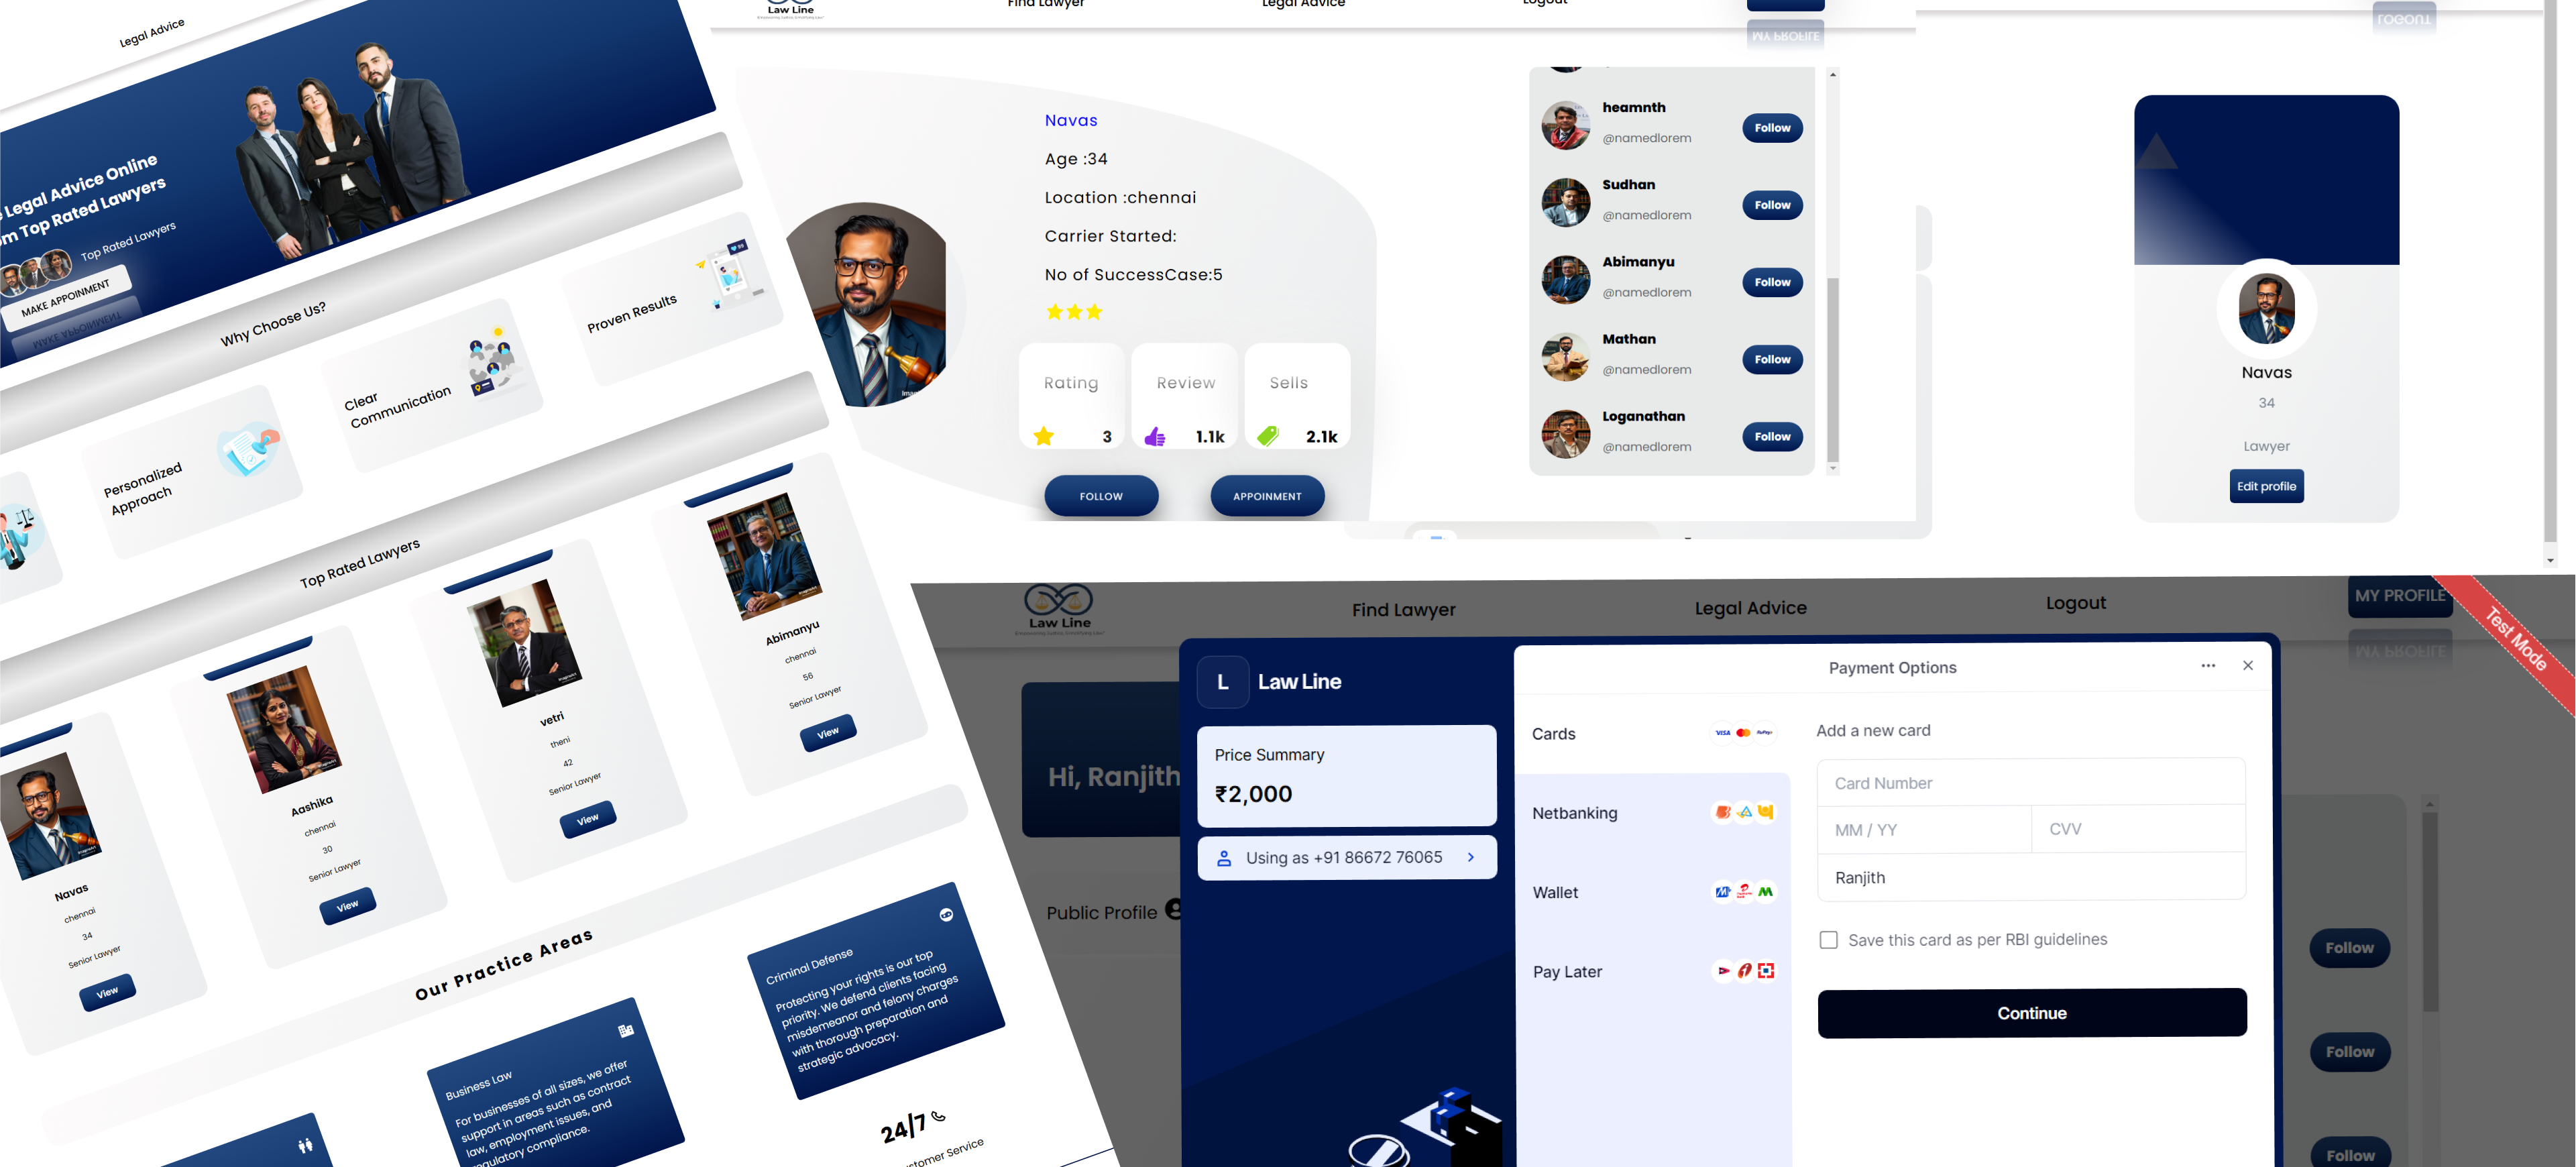 Legal Advice
Legal Advice Online
Top Rated Lawyers
Top Rated Lawyers
MAKE APPOINMENT
MAKE APPOINMENT
Why Choose Us?
Personalized
Approach
Clear
Communication
Proven Results
Top Rated Lawyers
Navas
chennai
34
Senior Lawyer
View
Aashika
chennai
30
Senior Lawyer
View
vetri
theni
42
Senior Lawyer
View
Abimanyu
chennai
56
Senior Lawyer
View
Our Practice Areas
Business Law
For businesses of all sizes, we offer
support in areas such as contract
law, employment issues, and
regulatory compliance.
Criminal Defense
Protecting your rights is our top
priority. We defend clients facing
misdemeanor and felony charges
with thorough preparation and
strategic advocacy.
24/7
Customer Service
Law Line
Find Lawyer
Legal Advice
Logout
MY PROFILE
Navas
Age :34
Location :chennai
Carrier Started:
No of SuccessCase:5
Rating
3
Review
1.1k
Sells
2.1k
FOLLOW
APPOINMENT
heamnth
@namedlorem
Follow
Sudhan
@namedlorem
Follow
Abimanyu
@namedlorem
Follow
Mathan
@namedlorem
Follow
Loganathan
@namedlorem
Follow
LOGOUT
Navas
34
Lawyer
Edit profile
Law Line
Find Lawyer
Legal Advice
Logout
MY PROFILE
MY PROFILE
Test Mode
Hi, Ranjith
Public Profile
Follow
Follow
Follow
L
Law Line
Price Summary
₹2,000
Using as +91 86672 76065
Payment Options
Cards
VISA
RuPay
Netbanking
Wallet
Pay Later
Add a new card
Card Number
MM / YY
CVV
Ranjith
Save this card as per RBI guidelines
Continue